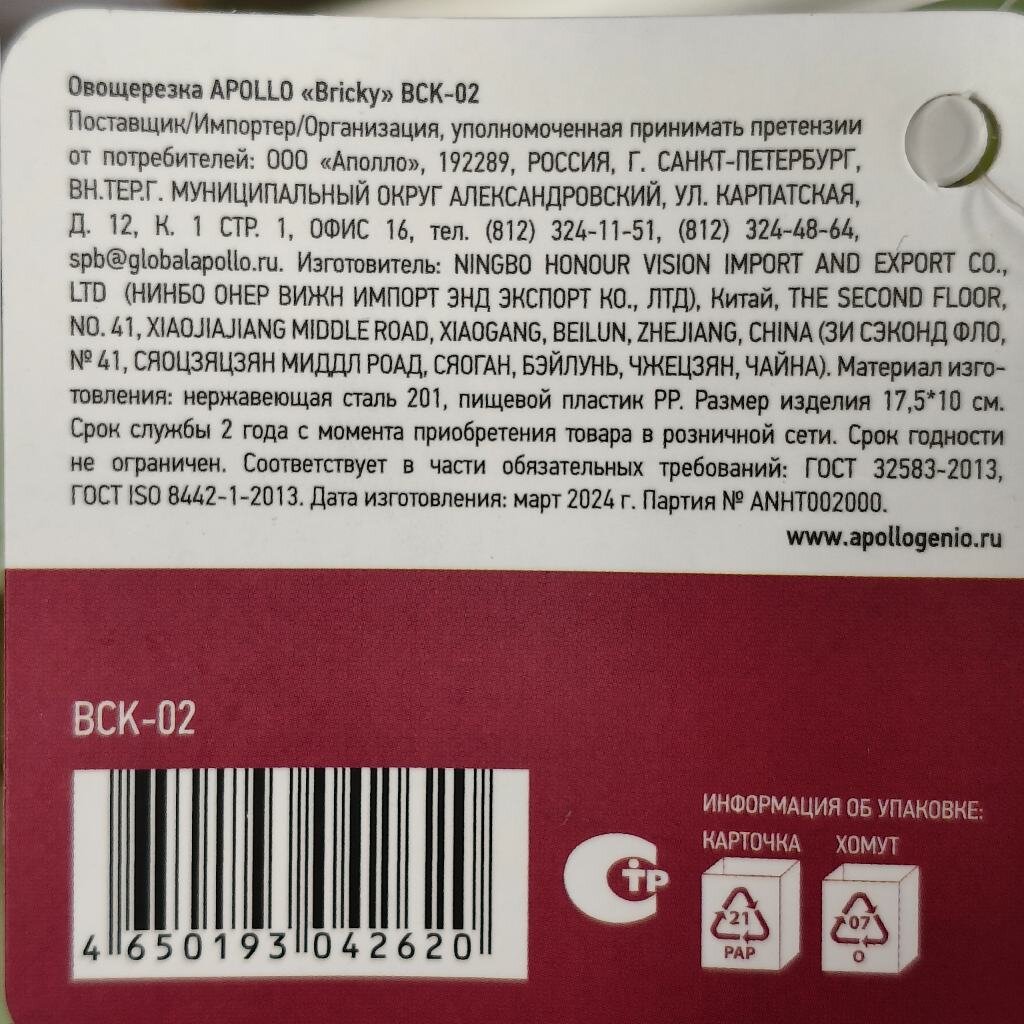 Овощерезка APOLLO «Bricky» BCK-02
Поставщик/Импортер/Организация, уполномоченная принимать претензии
от потребителей: ООО «Аполло», 192289, РОССИЯ, Г. САНКТ-ПЕТЕРБУРГ,
ВН.ТЕР.Г. МУНИЦИПАЛЬНЫЙ ОКРУГ АЛЕКСАНДРОВСКИЙ, УЛ. КАРПАТСКАЯ,
Д. 12, К. 1 СТР. 1, ОФИС 16, тел. (812) 324-11-51, (812) 324-48-64,
spb@globalapollo.ru. Изготовитель: NINGBO HONOUR VISION IMPORT AND EXPORT CO.,
LTD (НИНБО ОНЕР ВИЖН ИМПОРТ ЭНД ЭКСПОРТ КО., ЛТД), Китай, THE SECOND FLOOR,
NO. 41, XIAOJIAJIANG MIDDLE ROAD, XIAOGANG, BEILUN, ZHEJIANG, CHINA (ЗИ СЭКОНД ФЛО,
№ 41, СЯОЦЗЯЦЗЯН МИДДЛ РОАД, СЯОГАН, БЭЙЛУНЬ, ЧЖЕЦЗЯН, ЧАЙНА). Материал изго-
товления: нержавеющая сталь 201, пищевой пластик PP. Размер изделия 17,5*10 см.
Срок службы 2 года с момента приобретения товара в розничной сети. Срок годности
не ограничен. Соответствует в части обязательных требований: ГОСТ 32583-2013,
ГОСТ ISO 8442-1-2013. Дата изготовления: март 2024 г. Партия № ANHT002000.
www.apollogenio.ru
BCK-02
ИНФОРМАЦИЯ ОБ УПАКОВКЕ:
КАРТОЧКА ХОМУТ
СТР
21 07
PAP O
4 650193 042620